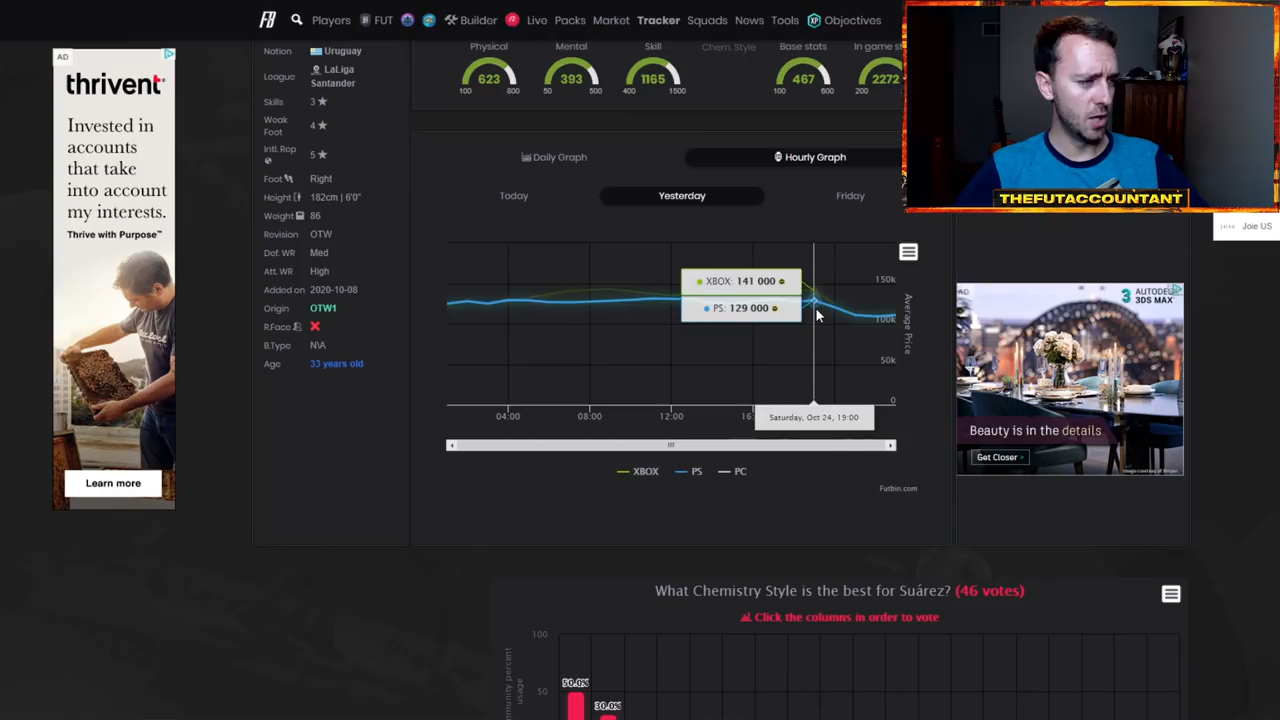 Players
FUT
Builder
Live
Packs
Market
Tracker
Squads
News
Tools
XP
Objectives
AD
thrivent
Invested in
accounts
that take
into account
my interests.
Thrive with Purpose™
Learn more
Nation
Uruguay
League
LaLiga
Santander
Skills
3
Weak
Foot
4
Intl. Rep
5
Foot
Right
Height
182cm | 6'0"
Weight
86
Revision
OTW
Def. WR
Med
Att. WR
High
Added on
2020-10-08
Origin
OTW1
R.Face
B.Type
N\A
Age
33 years old
Physical
Mental
Skill
Chem. Style
Base stats
In game st
623
393
1165
467
2272
100
800
50
500
400
1500
100
600
200
Daily Graph
Hourly Graph
Today
Yesterday
Friday
XBOX: 141 000
PS: 129 000
150k
100k
50k
0
Average Price
04:00
08:00
12:00
16
Saturday, Oct 24, 19:00
XBOX
PS
PC
Futbin.com
THEFUTACCOUNTANT
Join US
AD
AUTODE
3DS MAX
3
Beauty is in the details
Get Closer >
What Chemistry Style is the best for Suárez? (46 votes)
Click the columns in order to vote
100
50
munity percent
usage
50.0%
30.0%